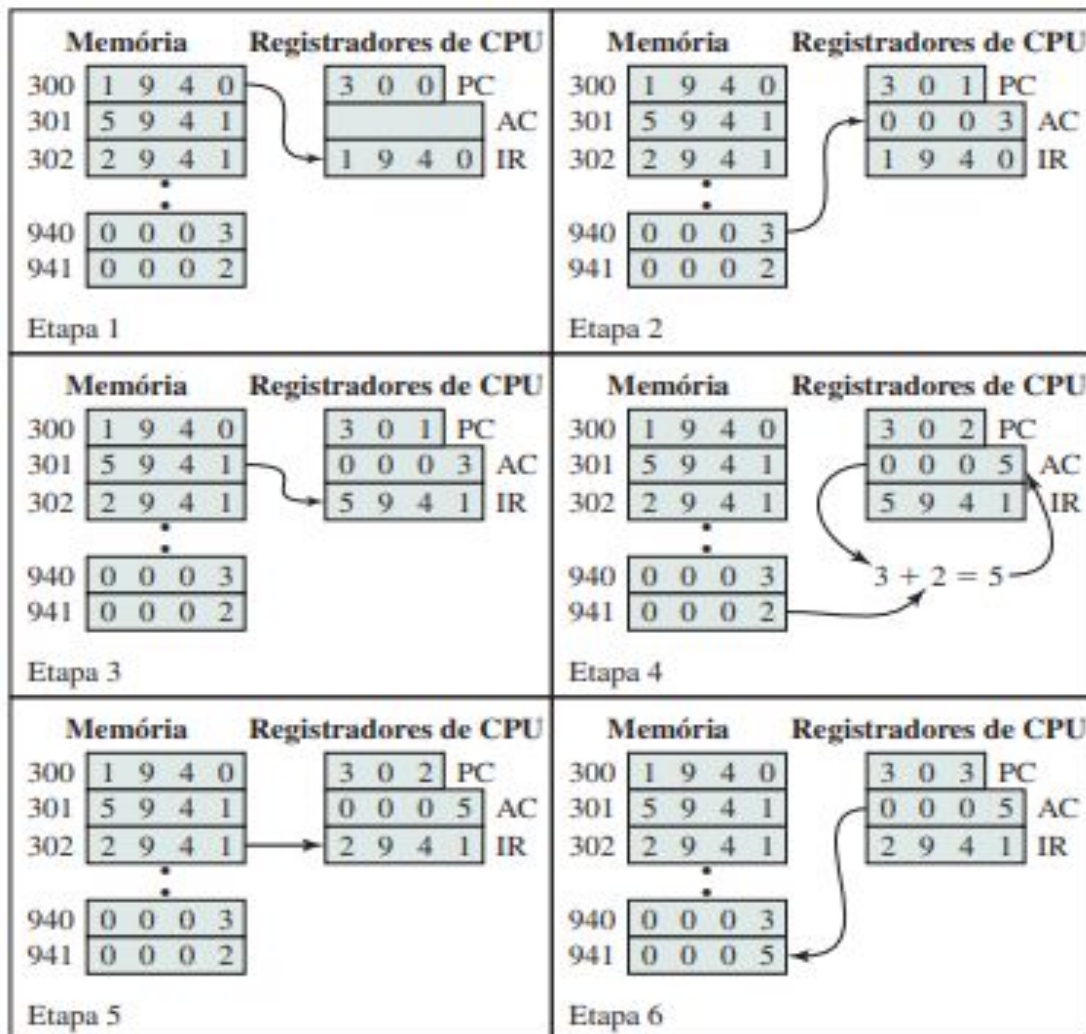 Memória Registradores de CPU
300 1 9 4 0 3 0 0 PC
301 5 9 4 1 AC
302 2 9 4 1 1 9 4 0 IR
940 0 0 0 3
941 0 0 0 2
Etapa 1
Memória Registradores de CPU
300 1 9 4 0 3 0 1 PC
301 5 9 4 1 0 0 0 3 AC
302 2 9 4 1 1 9 4 0 IR
940 0 0 0 3
941 0 0 0 2
Etapa 2
Memória Registradores de CPU
300 1 9 4 0 3 0 1 PC
301 5 9 4 1 0 0 0 3 AC
302 2 9 4 1 5 9 4 1 IR
940 0 0 0 3
941 0 0 0 2
Etapa 3
Memória Registradores de CPU
300 1 9 4 0 3 0 2 PC
301 5 9 4 1 0 0 0 5 AC
302 2 9 4 1 5 9 4 1 IR
940 0 0 0 3 3 + 2 = 5
941 0 0 0 2
Etapa 4
Memória Registradores de CPU
300 1 9 4 0 3 0 2 PC
301 5 9 4 1 0 0 0 5 AC
302 2 9 4 1 2 9 4 1 IR
940 0 0 0 3
941 0 0 0 2
Etapa 5
Memória Registradores de CPU
300 1 9 4 0 3 0 3 PC
301 5 9 4 1 0 0 0 5 AC
302 2 9 4 1 2 9 4 1 IR
940 0 0 0 3
941 0 0 0 5
Etapa 6